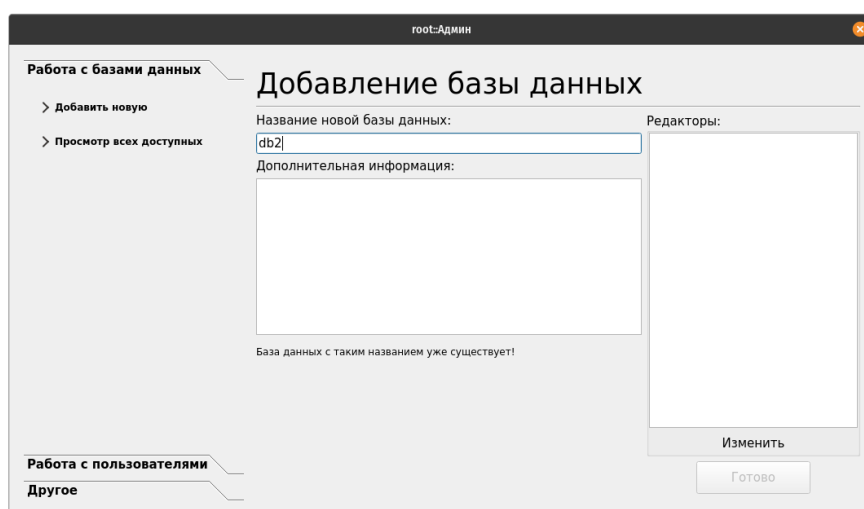 root::Админ
Работа с базами данных
Добавить новую
Просмотр всех доступных
Работа с пользователями
Другое
Добавление базы данных
Название новой базы данных:
db2
Дополнительная информация:
База данных с таким названием уже существует!
Редакторы:
Изменить
Готово